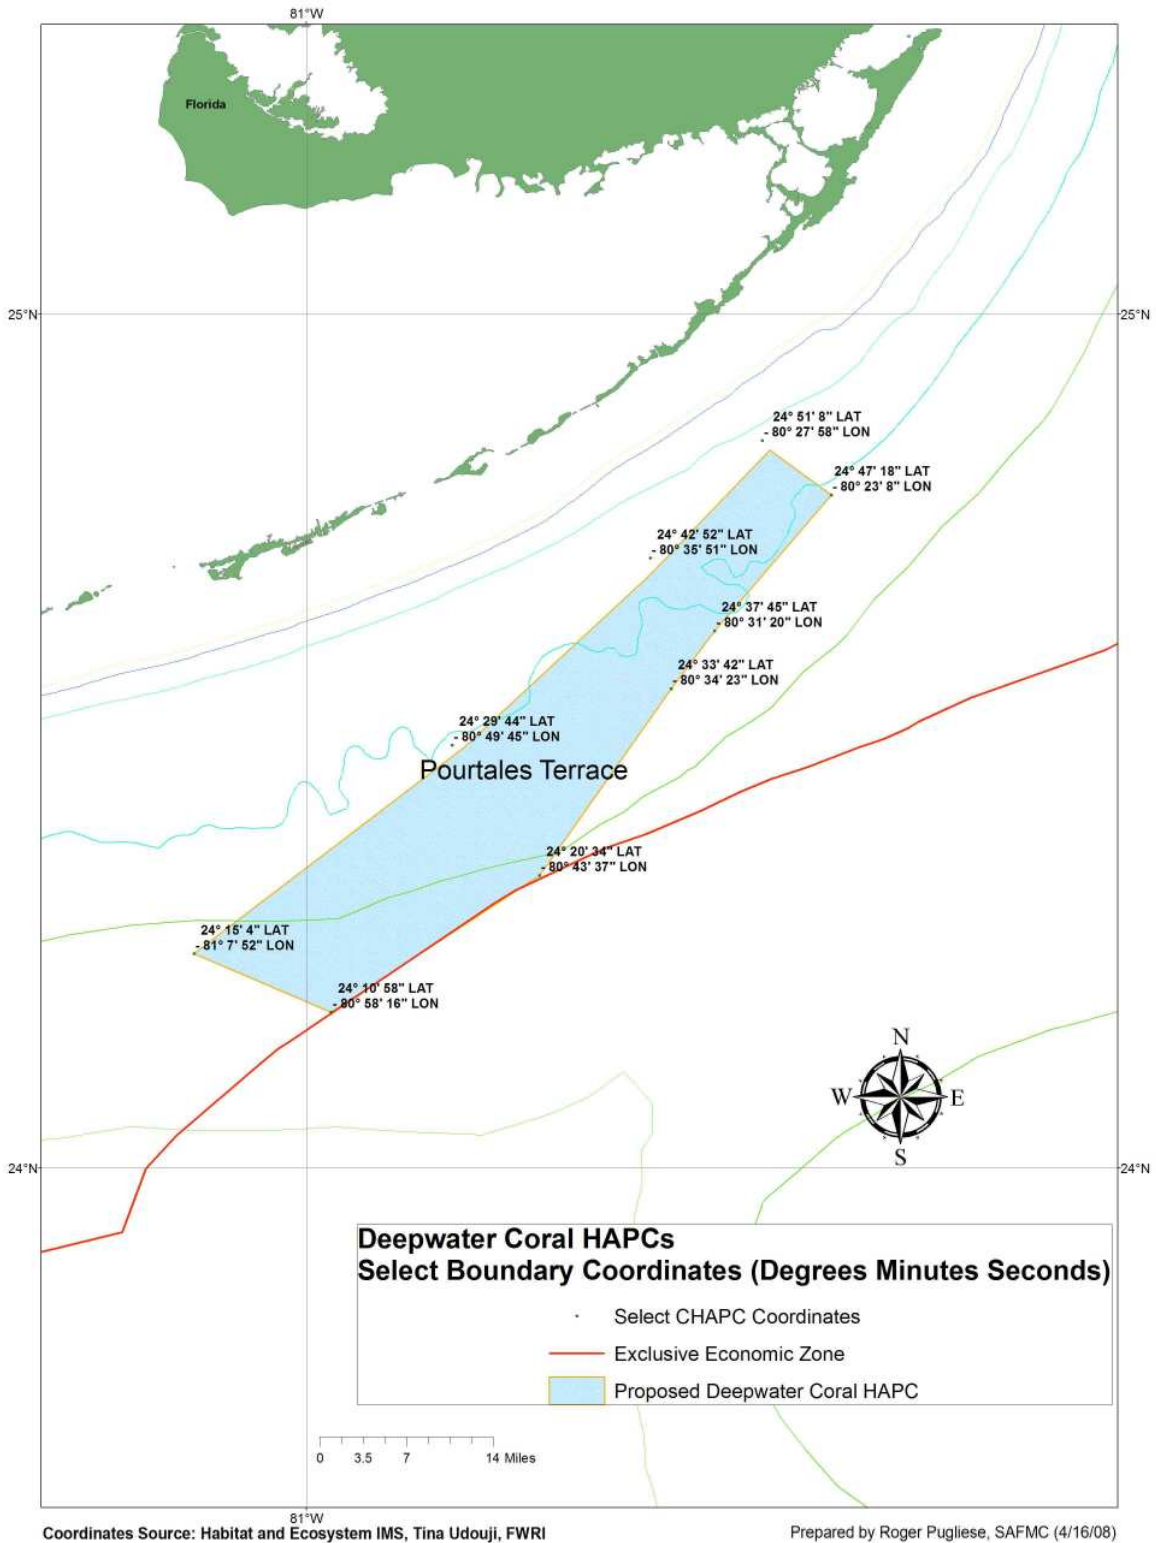 81°W
Florida
25°N
25°N
24° 51' 8" LAT
- 80° 27' 58" LON
24° 47' 18" LAT
- 80° 23' 8" LON
24° 42' 52" LAT
- 80° 35' 51" LON
24° 37' 45" LAT
- 80° 31' 20" LON
24° 33' 42" LAT
- 80° 34' 23" LON
24° 29' 44" LAT
- 80° 49' 45" LON
Pourtales Terrace
24° 20' 34" LAT
- 80° 43' 37" LON
24° 15' 4" LAT
- 81° 7' 52" LON
24° 10' 58" LAT
- 80° 58' 16" LON
N
W
E
S
24°N
24°N
Deepwater Coral HAPCs
Select Boundary Coordinates (Degrees Minutes Seconds)
Select CHAPC Coordinates
Exclusive Economic Zone
Proposed Deepwater Coral HAPC
0 3.5 7 14 Miles
81°W
Coordinates Source: Habitat and Ecosystem IMS, Tina Udouji, FWRI
Prepared by Roger Pugliese, SAFMC (4/16/08)